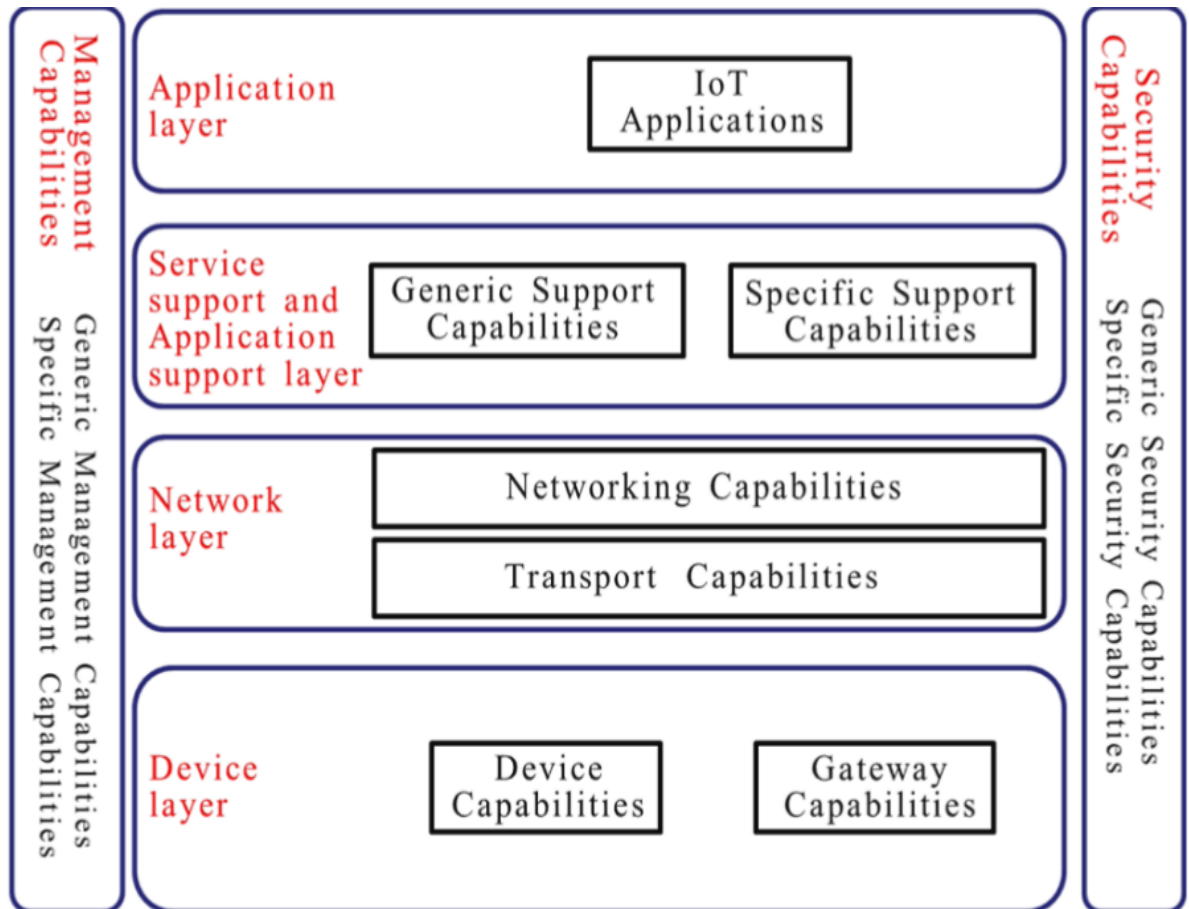 Management
Capabilities
Generic Management Capabilities
Specific Management Capabilities
Application
layer
IoT
Applications
Service
support and
Application
support layer
Generic Support
Capabilities
Specific Support
Capabilities
Network
layer
Networking Capabilities
Transport Capabilities
Device
layer
Device
Capabilities
Gateway
Capabilities
Security
Capabilities
Generic Security Capabilities
Specific Security Capabilities